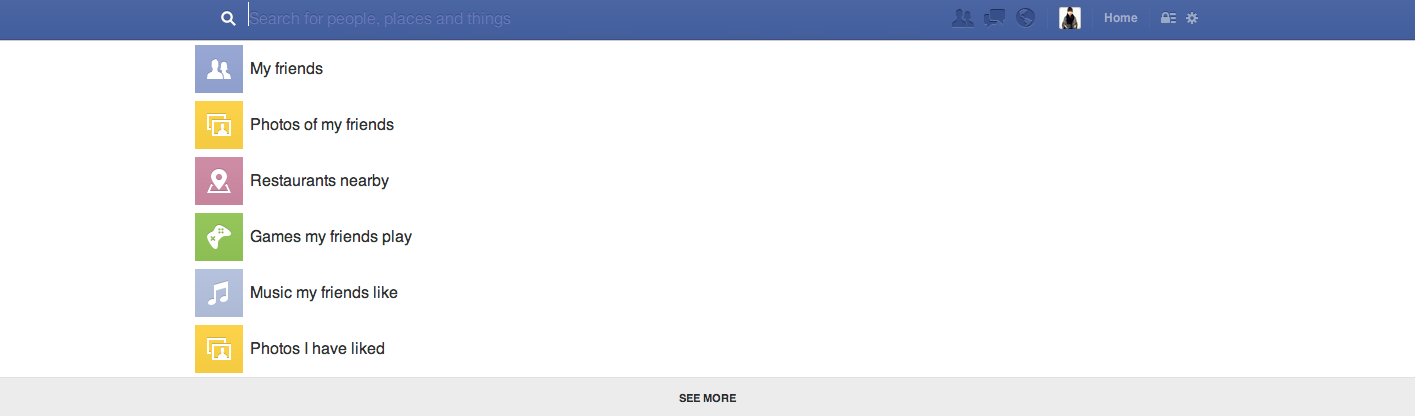 Search for people, places and things
Home
My friends
Photos of my friends
Restaurants nearby
Games my friends play
Music my friends like
Photos I have liked
SEE MORE